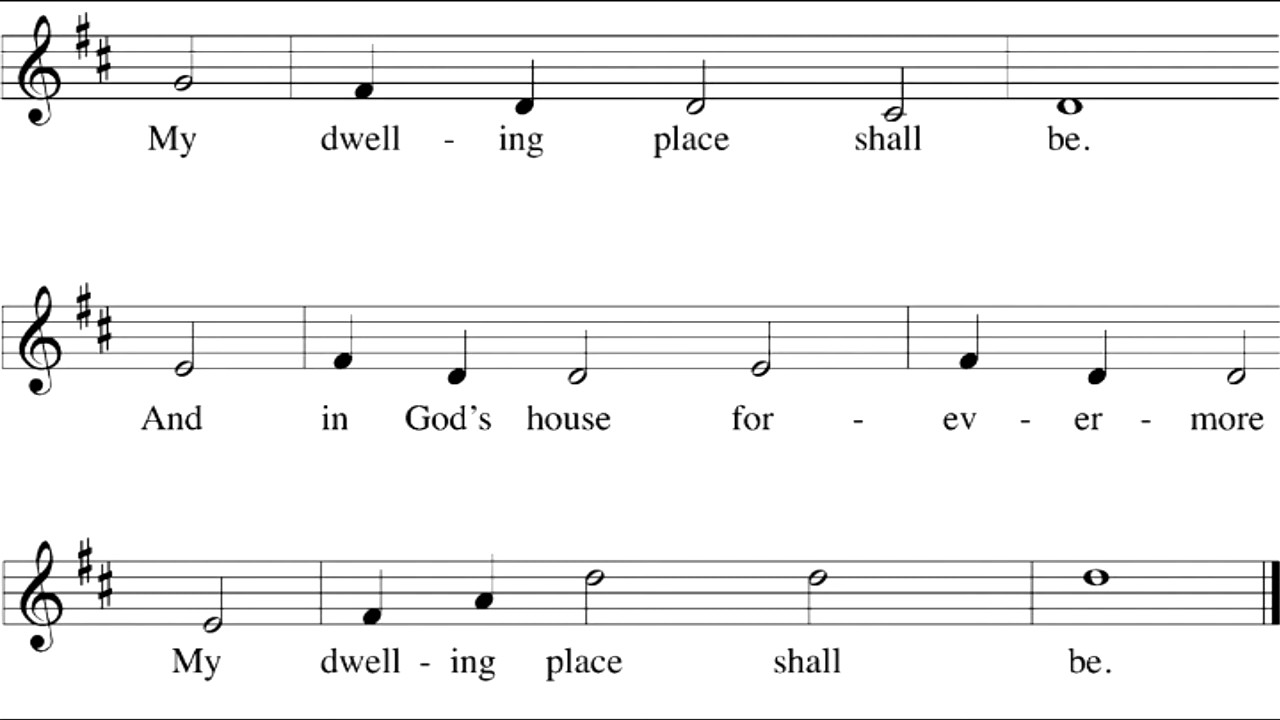 My dwell - ing place shall be.
And in God's house for - ev - er - more
My dwell - ing place shall be.